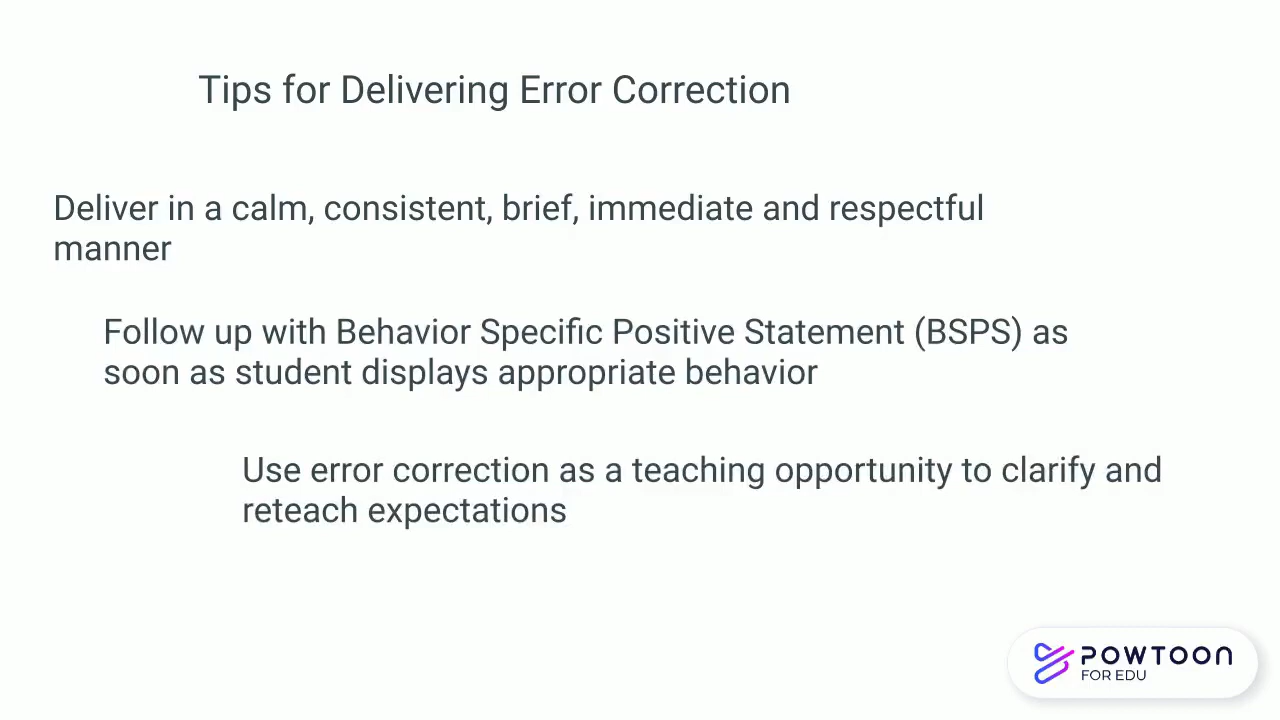 Tips for Delivering Error Correction
Deliver in a calm, consistent, brief, immediate and respectful
manner
Follow up with Behavior Specific Positive Statement (BSPS) as
soon as student displays appropriate behavior
Use error correction as a teaching opportunity to clarify and
reteach expectations
POWTOON
FOR EDU